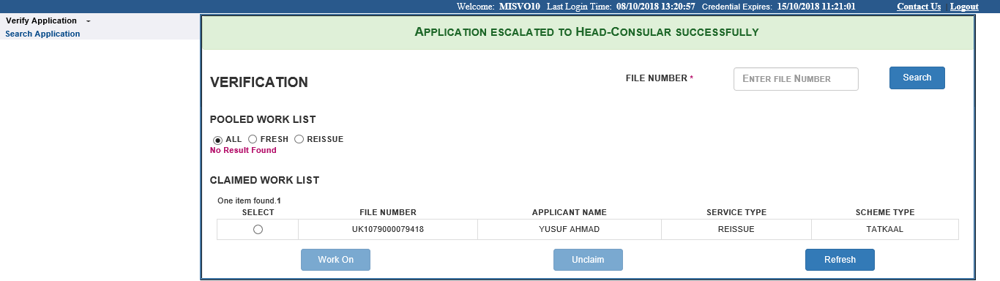 Welcome: MISVO10 Last Login Time: 08/10/2018 13:20:57 Credential Expires: 15/10/2018 11:21:01 Contact Us Logout
Verify Application
Search Application
APPLICATION ESCALATED TO HEAD-CONSULAR SUCCESSFULLY
VERIFICATION
FILE NUMBER *
ENTER FILE NUMBER
Search
POOLED WORK LIST
ALL FRESH REISSUE
No Result Found
CLAIMED WORK LIST
One item found.1
SELECT FILE NUMBER APPLICANT NAME SERVICE TYPE SCHEME TYPE
UK1079000079418 YUSUF AHMAD REISSUE TATKAAL
Work On Unclaim Refresh